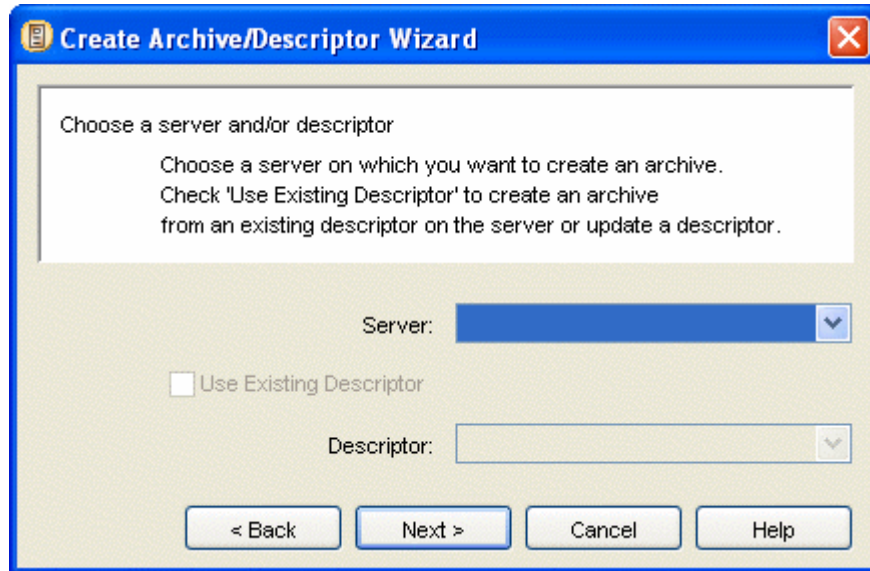 Create Archive/Descriptor Wizard
Choose a server and/or descriptor
Choose a server on which you want to create an archive.
Check 'Use Existing Descriptor' to create an archive
from an existing descriptor on the server or update a descriptor.
Server:
Use Existing Descriptor
Descriptor:
< Back Next > Cancel Help